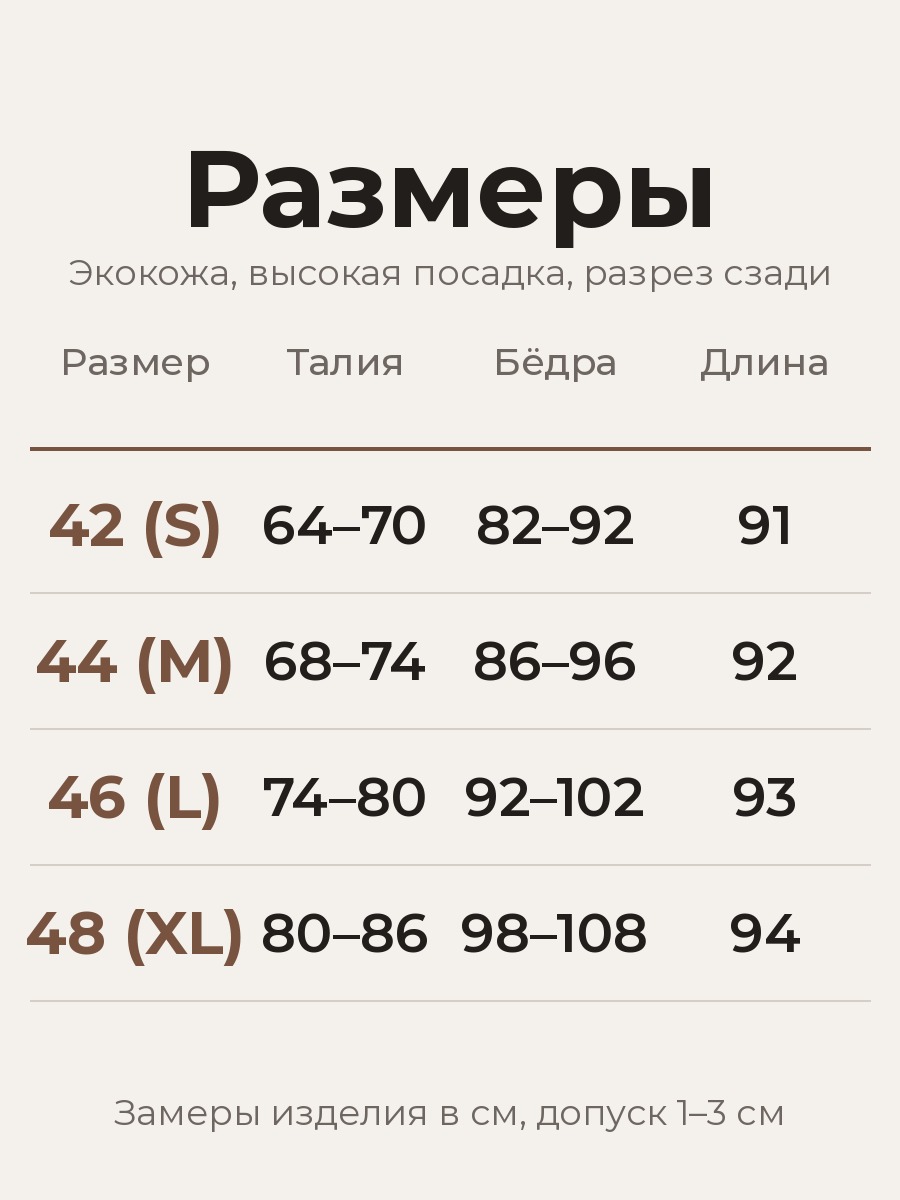 Размеры
Экокожа, высокая посадка, разрез сзади
Размер Талия Бёдра Длина
42 (S) 64–70 82–92 91
44 (M) 68–74 86–96 92
46 (L) 74–80 92–102 93
48 (XL) 80–86 98–108 94
Замеры изделия в см, допуск 1–3 см